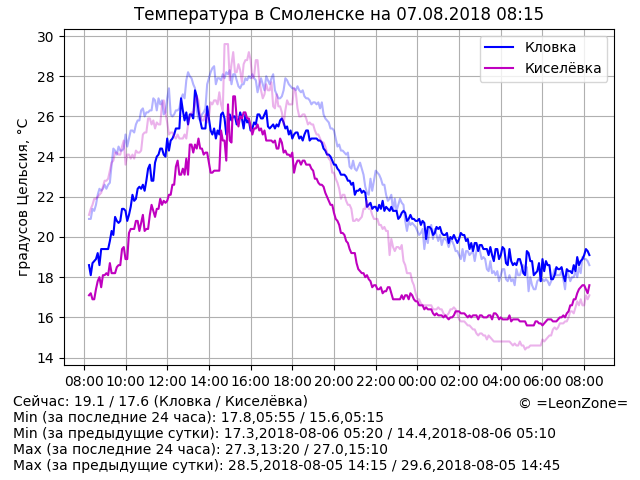 Температура в Смоленске на 07.08.2018 08:15
Кловка
Киселёвка
градусов Цельсия, °C
30
28
26
24
22
20
18
16
14
08:00 10:00 12:00 14:00 16:00 18:00 20:00 22:00 00:00 02:00 04:00 06:00 08:00
Сейчас: 19.1 / 17.6 (Кловка / Киселёвка)
© =LeonZone=
Min (за последние 24 часа): 17.8,05:55 / 15.6,05:15
Min (за предыдущие сутки): 17.3,2018-08-06 05:20 / 14.4,2018-08-06 05:10
Max (за последние 24 часа): 27.3,13:20 / 27.0,15:10
Max (за предыдущие сутки): 28.5,2018-08-05 14:15 / 29.6,2018-08-05 14:45